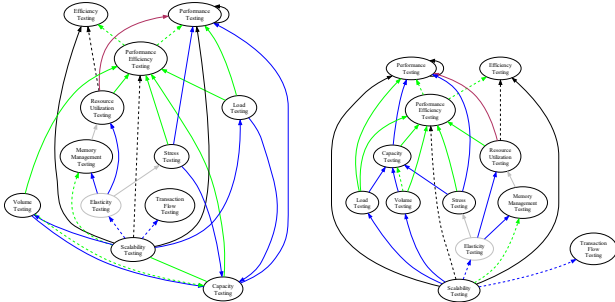 Efficiency
Testing
Performance
Testing
Performance
Efficiency
Testing
Resource
Utilization
Testing
Load
Testing
Memory
Management
Testing
Stress
Testing
Volume
Testing
Elasticity
Testing
Transaction
Flow
Testing
Scalability
Testing
Capacity
Testing
Performance
Testing
Efficiency
Testing
Performance
Efficiency
Testing
Capacity
Testing
Resource
Utilization
Testing
Load
Testing
Volume
Testing
Stress
Testing
Memory
Management
Testing
Elasticity
Testing
Transaction
Flow
Testing
Scalability
Testing